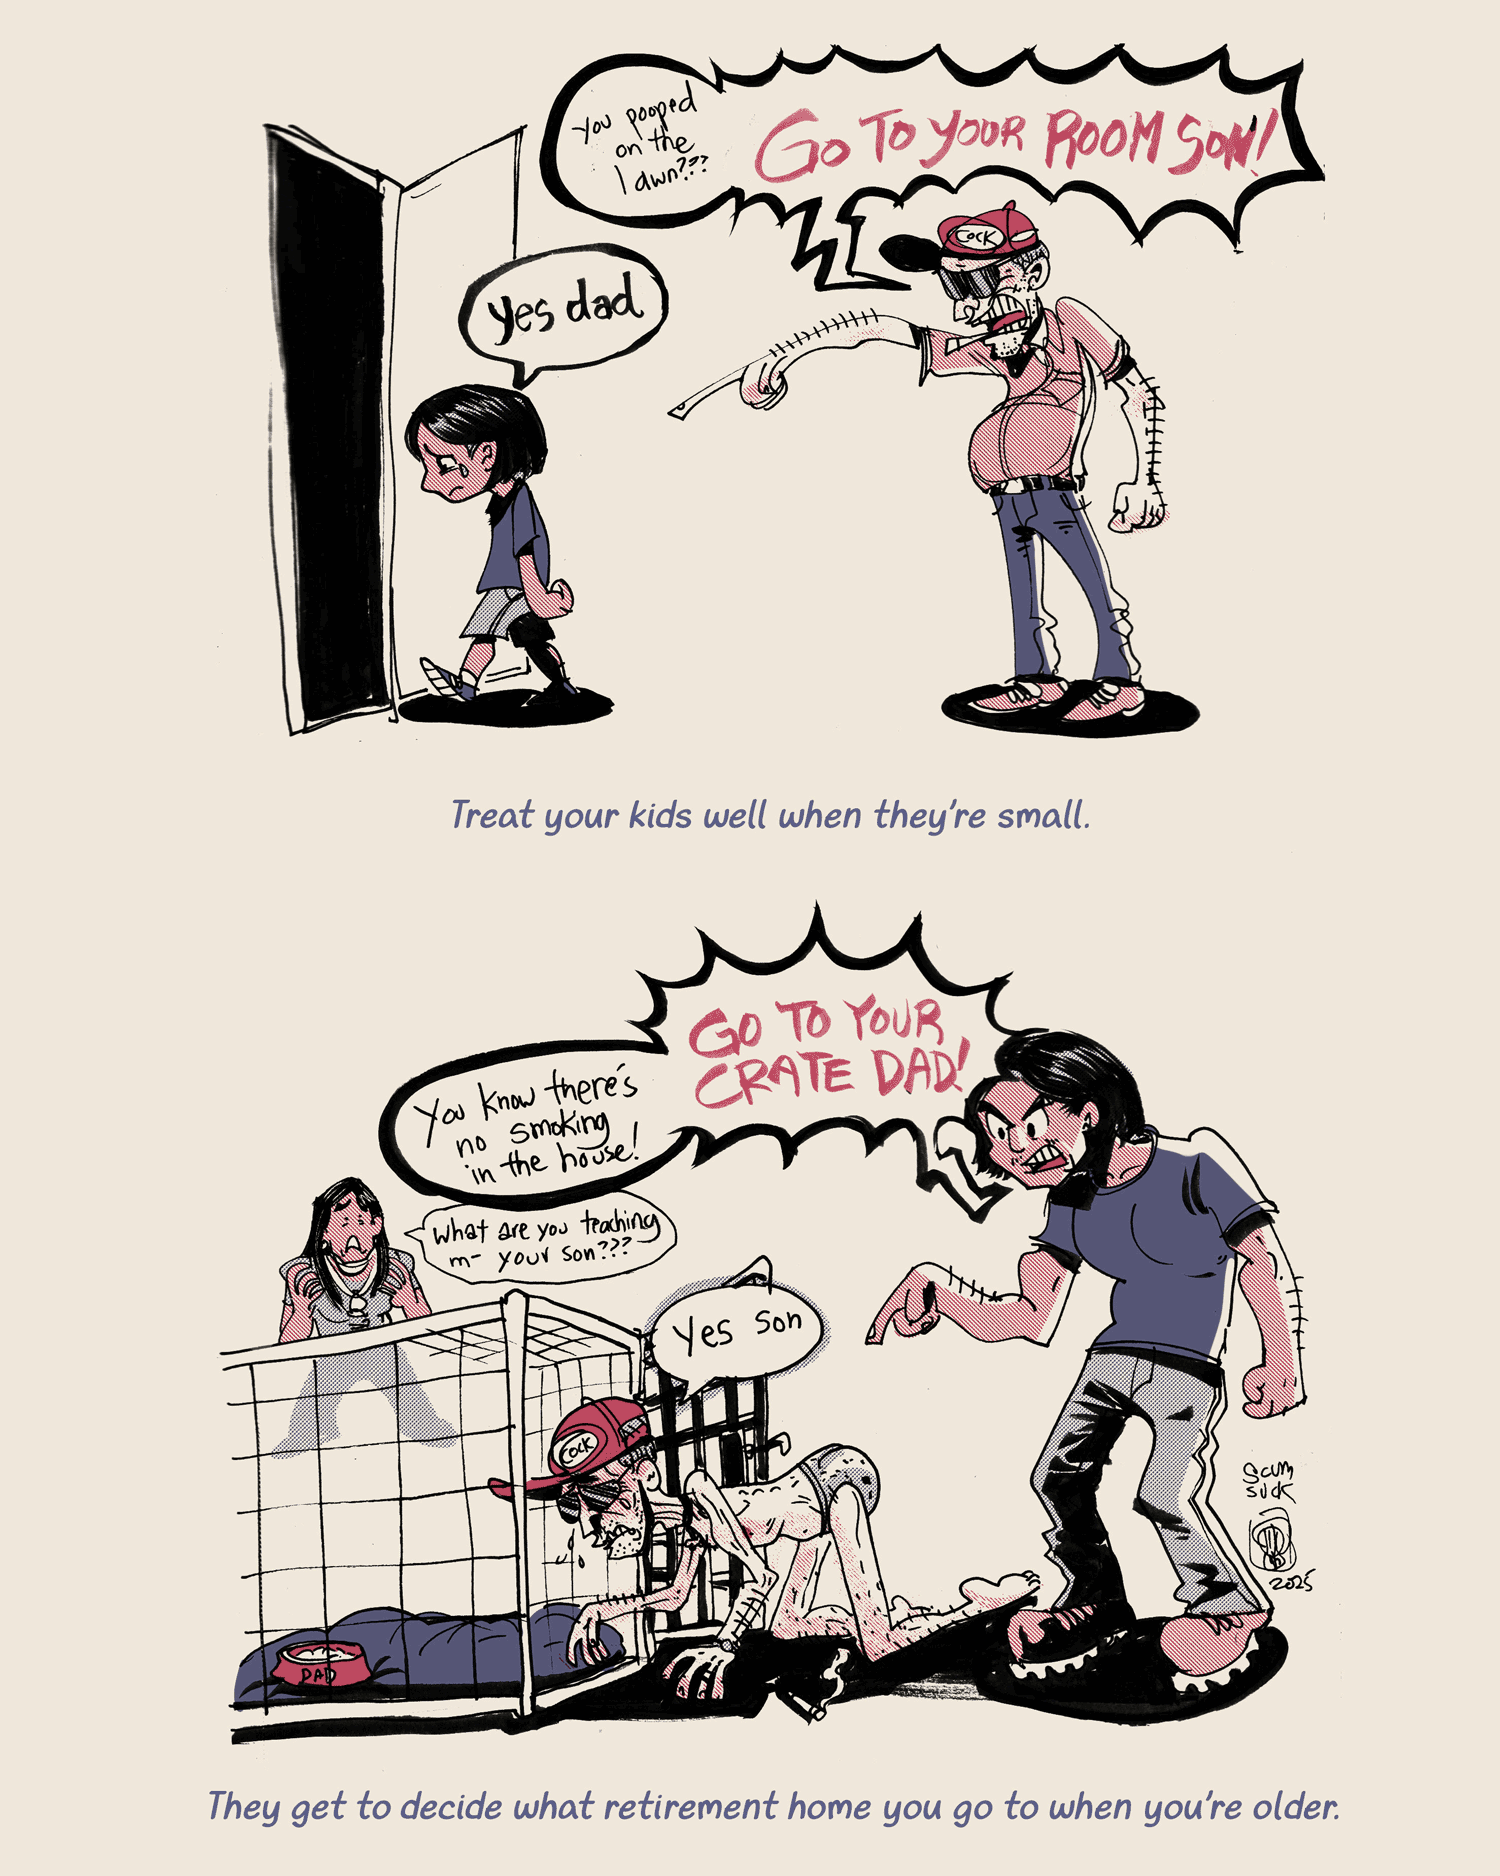 You pooped
on the
lawn???
Go To YOUR ROOM SON!
COCK
yes dad
Treat your kids well when they're small.
GO TO YOUR
CRATE DAD!
You know there's
no smoking
in the house!
What are you teaching
m- your son???
Yes son
COCK
DAD
SCUM
SUCK
2025
They get to decide what retirement home you go to when you're older.